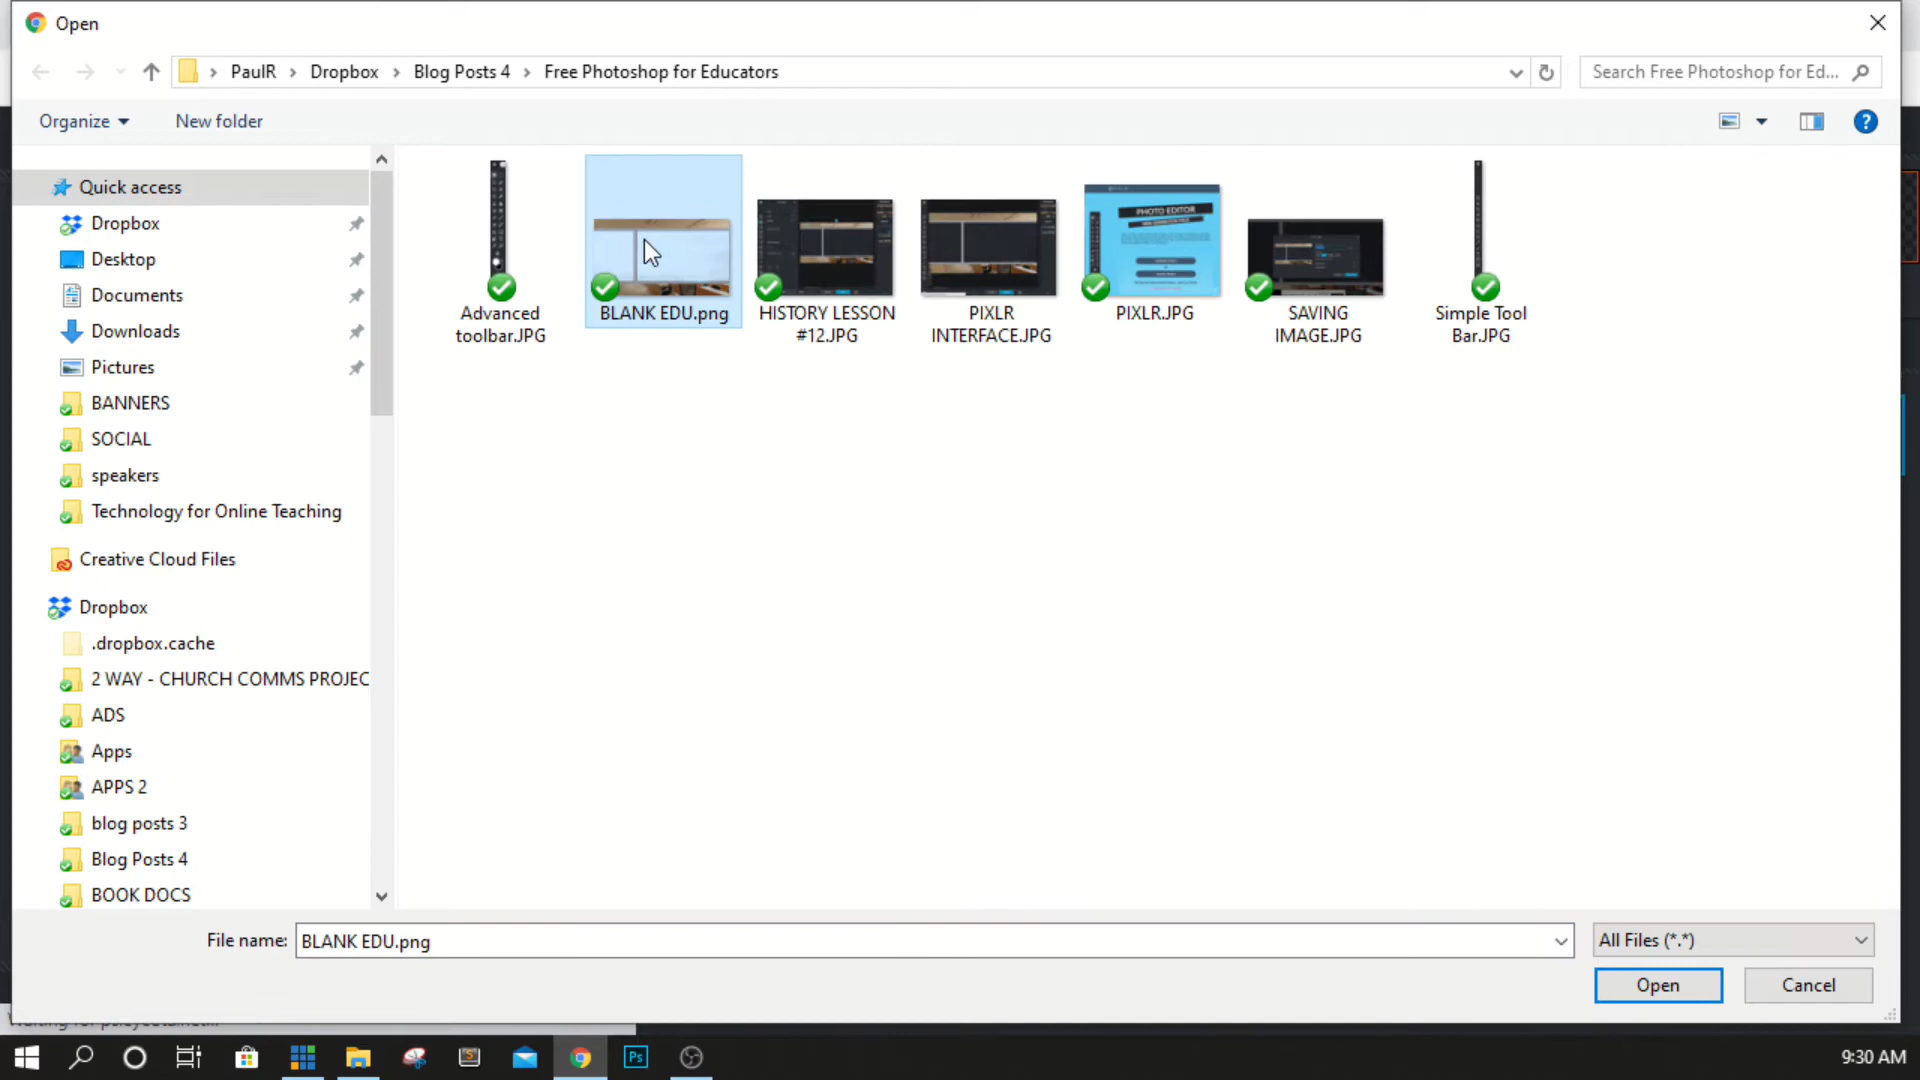 Open
PaulR > Dropbox > Blog Posts 4 > Free Photoshop for Educators
Search Free Photoshop for Ed...
Organize
New folder
Quick access
Dropbox
Desktop
Documents
Downloads
Pictures
BANNERS
SOCIAL
speakers
Technology for Online Teaching
Creative Cloud Files
Dropbox
.dropbox.cache
2 WAY - CHURCH COMMS PROJEC
ADS
Apps
APPS 2
blog posts 3
Blog Posts 4
BOOK DOCS
Advanced
toolbar.JPG
BLANK EDU.png
HISTORY LESSON
#12.JPG
PIXLR
INTERFACE.JPG
PHOTO EDITOR
PIXLR.JPG
SAVING
IMAGE.JPG
Simple Tool
Bar.JPG
File name:
BLANK EDU.png
All Files (*.*)
Open
Cancel
Ps
9:30 AM